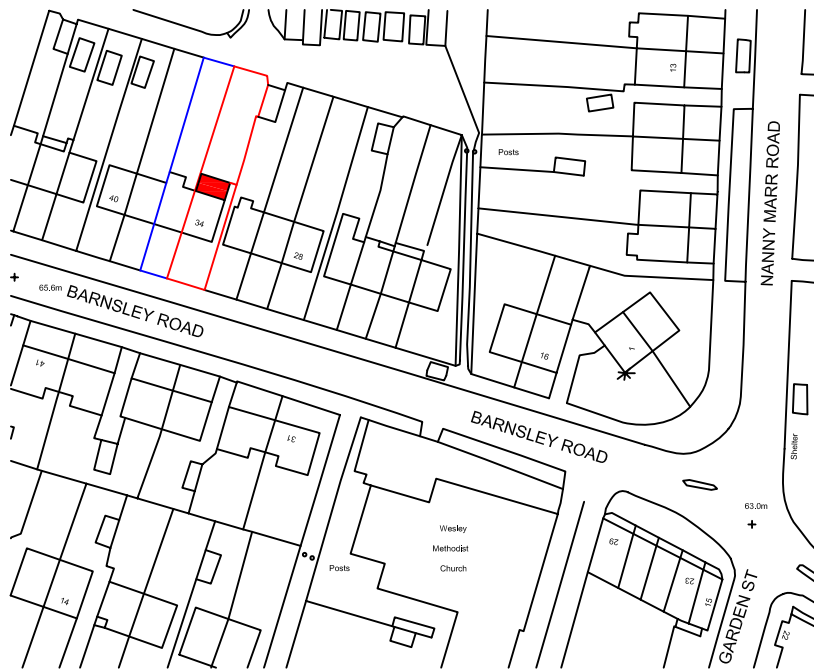 13
Posts
NANNY MARR ROAD
40
34
28
65.6m
BARNSLEY ROAD
16
1
41
31
BARNSLEY ROAD
Shelter
63.0m
Wesley
Methodist
Church
Posts
29
23
15
14
GARDEN ST
22